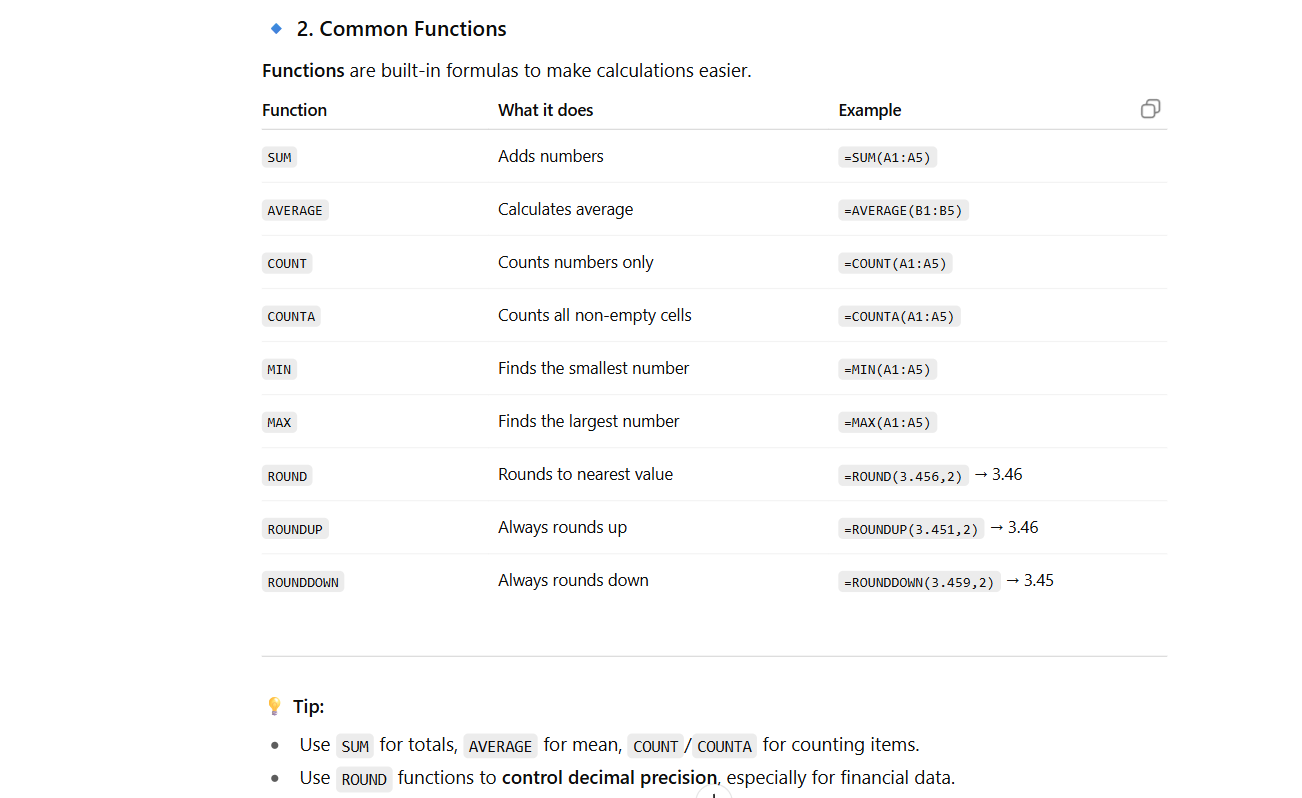 2. Common Functions
Functions are built-in formulas to make calculations easier.
Function What it does Example
SUM Adds numbers =SUM(A1:A5)
AVERAGE Calculates average =AVERAGE(B1:B5)
COUNT Counts numbers only =COUNT(A1:A5)
COUNTA Counts all non-empty cells =COUNTA(A1:A5)
MIN Finds the smallest number =MIN(A1:A5)
MAX Finds the largest number =MAX(A1:A5)
ROUND Rounds to nearest value =ROUND(3.456,2) → 3.46
ROUNDUP Always rounds up =ROUNDUP(3.451,2) → 3.46
ROUNDDOWN Always rounds down =ROUNDDOWN(3.459,2) → 3.45
Tip:
Use SUM for totals, AVERAGE for mean, COUNT/COUNTA for counting items.
Use ROUND functions to control decimal precision, especially for financial data.